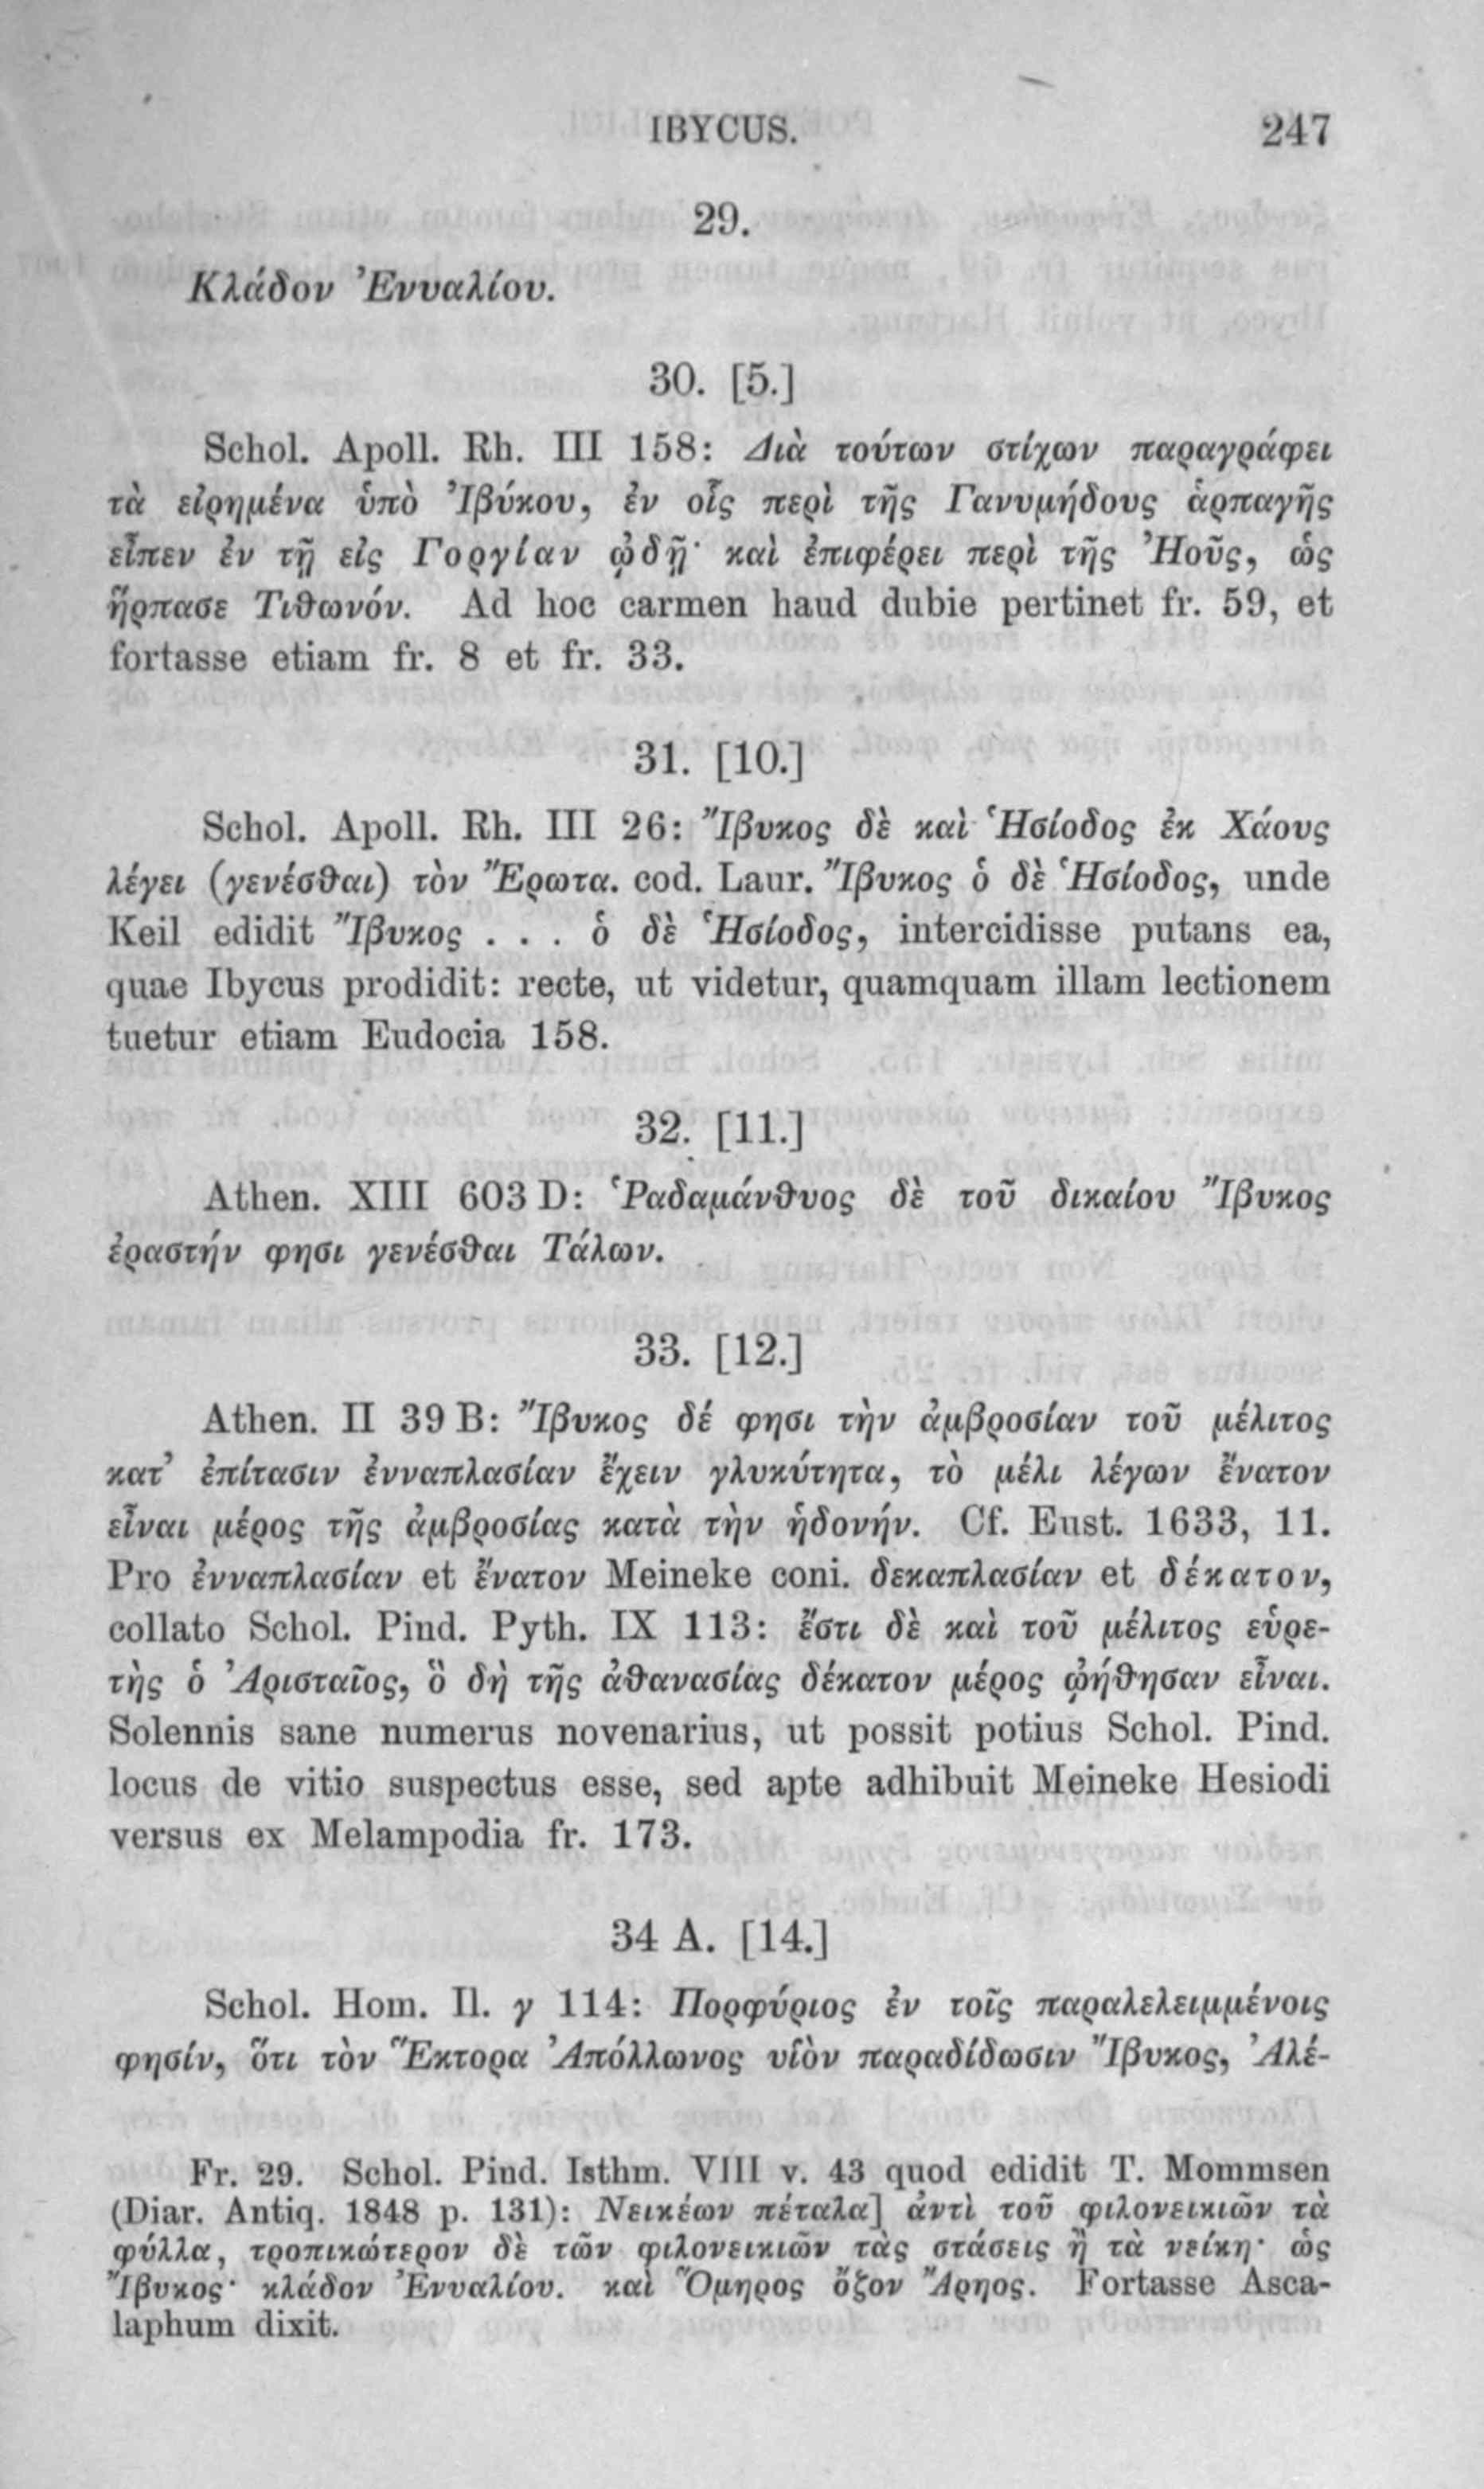 IBYCUS. 247
29.
Κλάδον Ἐνυαλίου.
30. [5.]
Schol. Apoll. Rh. III 158: Διὰ τούτων στίχων παραγράφει
τὰ εἰρημένα ὑπὸ Ἰβύκου, ἐν οἷς περὶ τῆς Γανυμήδους ἁρπαγῆς
εἶπεν ἐν τῇ εἰς Γοργίαν ᾠδῇ· καὶ ἐπιφέρει περὶ τῆς Ἠοῦς, ὡς
ἥρπασε Τιθωνόν. Ad hoc carmen haud dubie pertinet fr. 59, et
fortasse etiam fr. 8 et fr. 33.
31. [10.]
Schol. Apoll. Rh. III 26: Ἴβυκος δὲ καὶ Ἡσίοδος ἐκ Χάους
λέγει (γενέσθαι) τὸν Ἔρωτα. cod. Laur. Ἴβυκος ὁ δὲ Ἡσίοδος, unde
Keil edidit Ἴβυκος . . . ὁ δὲ Ἡσίοδος, intercidisse putans ea,
quae Ibycus prodidit: recte, ut videtur, quamquam illam lectionem
tuetur etiam Eudocia 158.
32. [11.]
Athen. XIII 603 D: Ῥαδαμάνθυος δὲ τοῦ δικαίου Ἴβυκος
ἐραστήν φησι γενέσθαι Τάλων.
33. [12.]
Athen. II 39 B: Ἴβυκος δέ φησι τὴν ἀμβροσίαν τοῦ μέλιτος
κατ’ ἐπίτασιν ἐνναπλασίαν ἔχειν γλυκύτητα, τὸ μέλι λέγων ἔνατον
εἶναι μέρος τῆς ἀμβροσίας κατὰ τὴν ἡδονήν. Cf. Eust. 1633, 11.
Pro ἐνναπλασίαν et ἔνατον Meineke coni. δεκαπλασίαν et δέκατον,
collato Schol. Pind. Pyth. IX 113: ἔστι δὲ καὶ τοῦ μέλιτος εὑρε-
τὴς ὁ Ἀρισταῖος, ὃ δὴ τῆς ἀθανασίας δέκατον μέρος ᾠήθησαν εἶναι.
Solennis sane numerus novenarius, ut possit potius Schol. Pind.
locus de vitio suspectus esse, sed apte adhibuit Meineke Hesiodi
versus ex Melampodia fr. 173.
34 A. [14.]
Schol. Hom. Il. γ 114: Πορφύριος ἐν τοῖς παραλελειμμένοις
φησίν, ὅτι τὸν Ἕκτορα Ἀπόλλωνος υἱὸν παραδίδωσιν Ἴβυκος, Ἀλέ-
Fr. 29. Schol. Pind. Isthm. VIII v. 43 quod edidit T. Mommsen
(Diar. Antiq. 1848 p. 131): Νεικέων πέταλα] ἀντὶ τοῦ φιλονεικιῶν τὰ
φύλλα, τροπικώτερον δὲ τῶν φιλονεικιῶν τὰς στάσεις ἢ τὰ νείκη· ὡς
Ἴβυκος· κλάδον Ἐνυαλίου. καὶ Ὅμηρος ὄζον Ἄρηος. Fortasse Asca-
laphum dixit.